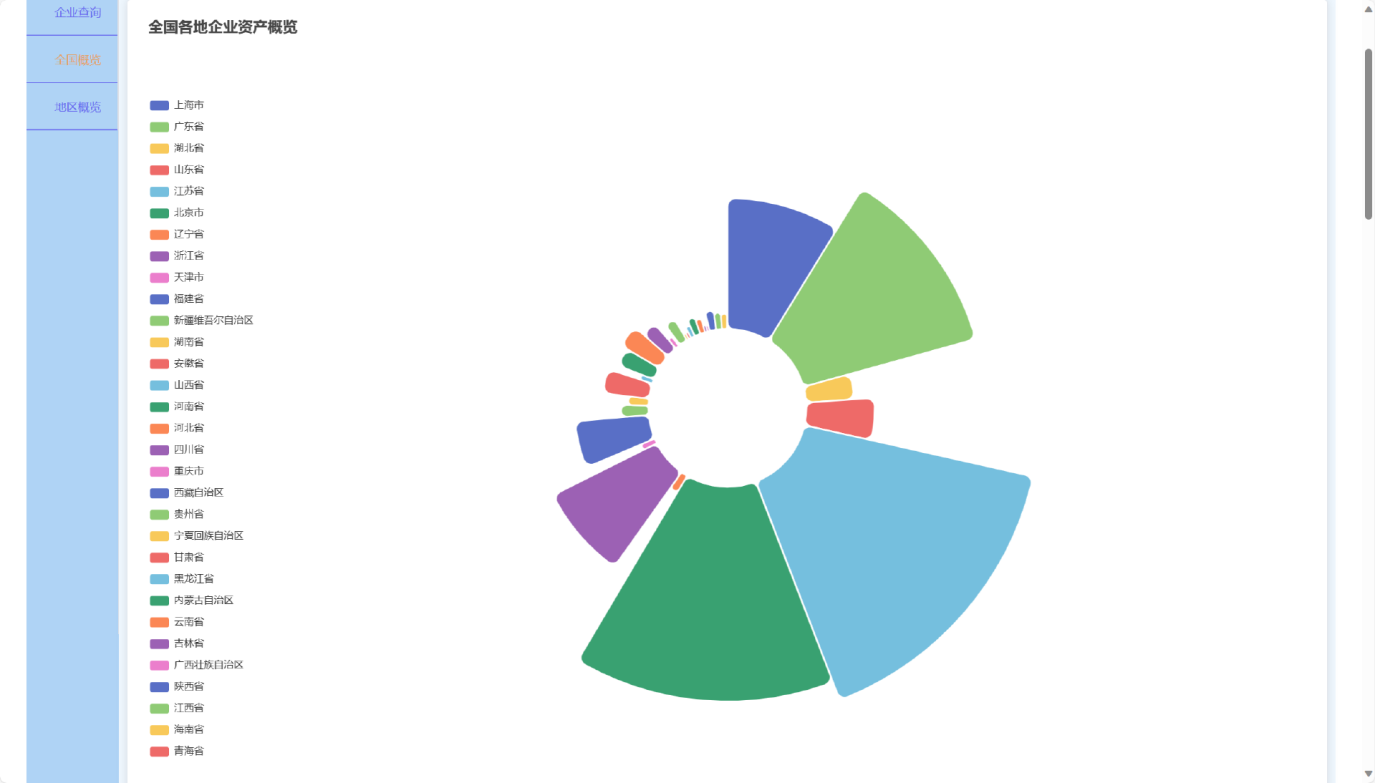 企业查询
全国概览
地区概览
全国各地企业资产概览
上海市
广东省
湖北省
山东省
江苏省
北京市
辽宁省
浙江省
天津市
福建省
新疆维吾尔自治区
湖南省
安徽省
山西省
河南省
河北省
四川省
重庆市
西藏自治区
贵州省
宁夏回族自治区
甘肃省
黑龙江省
内蒙古自治区
云南省
吉林省
广西壮族自治区
陕西省
江西省
海南省
青海省